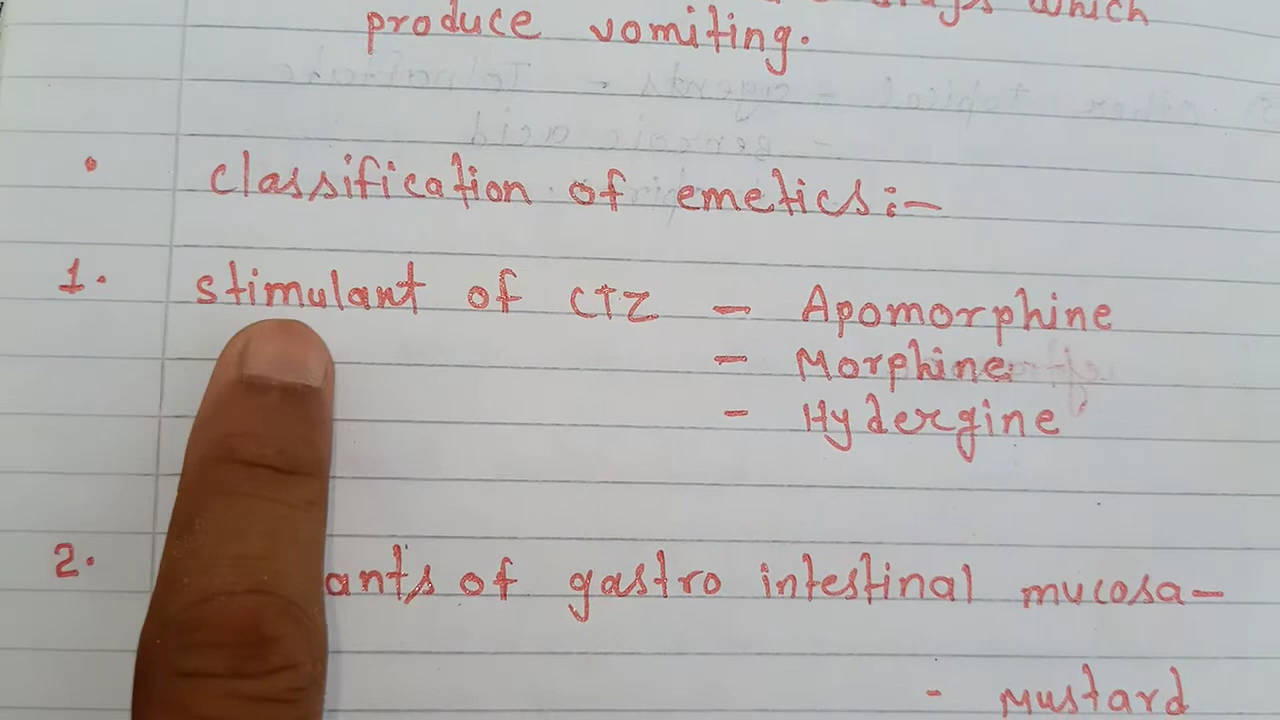 which
produce vomiting.
• classification of emetics:-
1. stimulant of CTZ - Apomorphine
- Morphine
- Hydergine
2. ants of gastro intestinal mucosa-
- Mustard